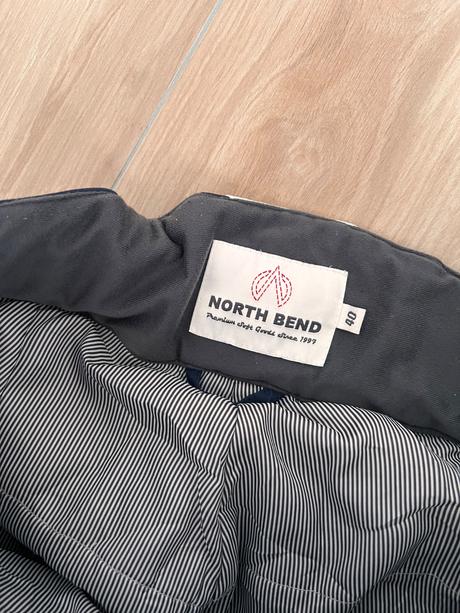 NORTH BEND
Premium Soft Goods Since 1997
40